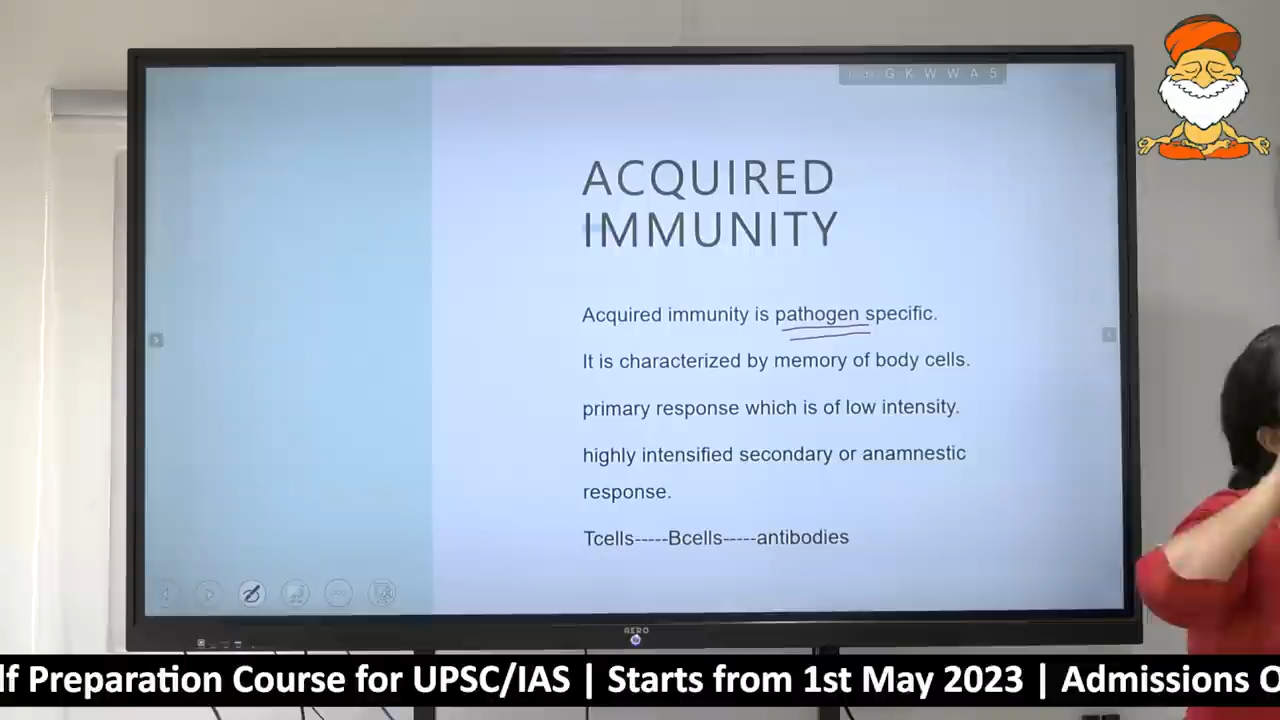 G K W W A 5
ACQUIRED
IMMUNITY
Acquired immunity is pathogen specific.
It is characterized by memory of body cells.
primary response which is of low intensity.
highly intensified secondary or anamnestic
response.
Tcells-----Bcells-----antibodies
AERO
lf Preparation Course for UPSC/IAS | Starts from 1st May 2023 | Admissions O